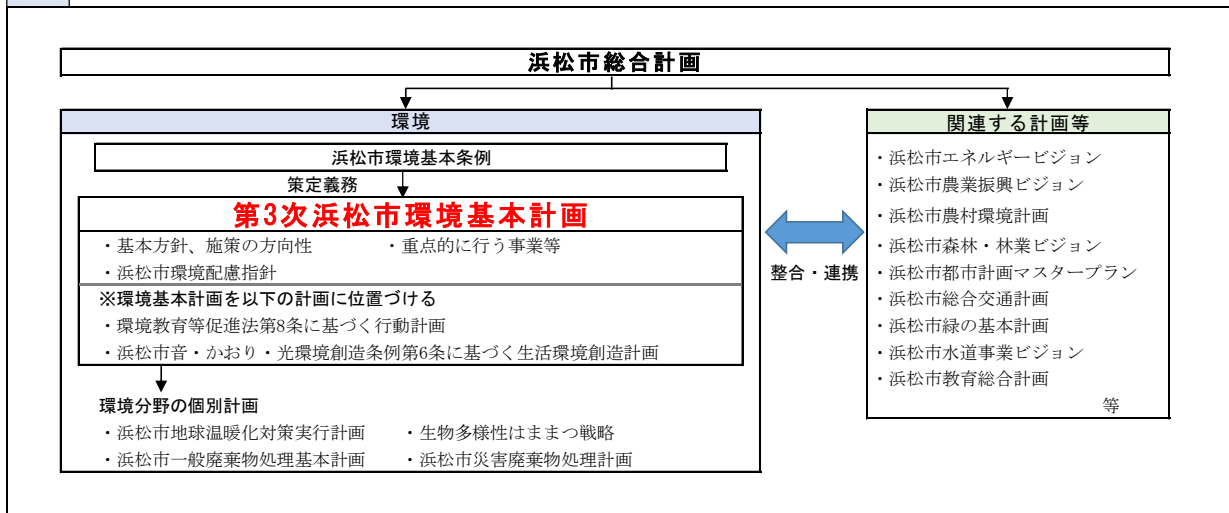 浜松市総合計画
環境
浜松市環境基本条例
策定義務
第3次浜松市環境基本計画
・基本方針、施策の方向性 ・重点的に行う事業等
・浜松市環境配慮指針
※環境基本計画を以下の計画に位置づける
・環境教育等促進法第8条に基づく行動計画
・浜松市音・かおり・光環境創造条例第6条に基づく生活環境創造計画
環境分野の個別計画
・浜松市地球温暖化対策実行計画 ・生物多様性はままつ戦略
・浜松市一般廃棄物処理基本計画 ・浜松市災害廃棄物処理計画
整合・連携
関連する計画等
・浜松市エネルギービジョン
・浜松市農業振興ビジョン
・浜松市農村環境計画
・浜松市森林・林業ビジョン
・浜松市都市計画マスタープラン
・浜松市総合交通計画
・浜松市緑の基本計画
・浜松市水道事業ビジョン
・浜松市教育総合計画
等